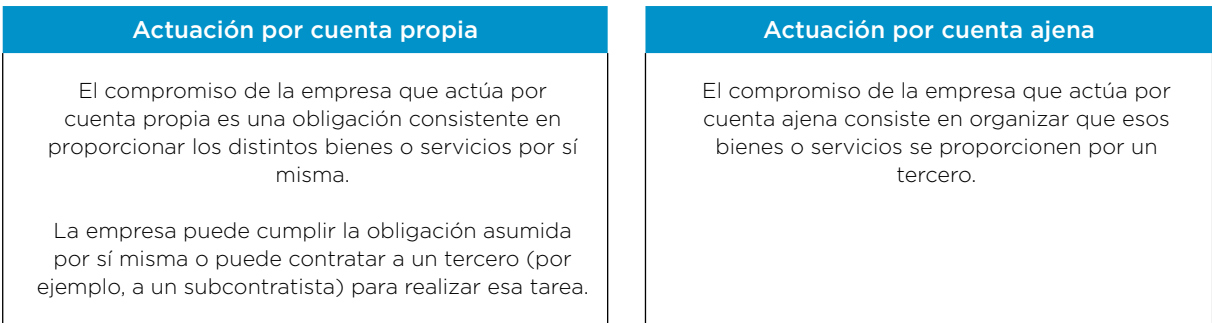 Actuación por cuenta propia
El compromiso de la empresa que actúa por
cuenta propia es una obligación consistente en
proporcionar los distintos bienes o servicios por sí
misma.
La empresa puede cumplir la obligación asumida
por sí misma o puede contratar a un tercero (por
ejemplo, a un subcontratista) para realizar esa tarea.
Actuación por cuenta ajena
El compromiso de la empresa que actúa por
cuenta ajena consiste en organizar que esos
bienes o servicios se proporcionen por un
tercero.